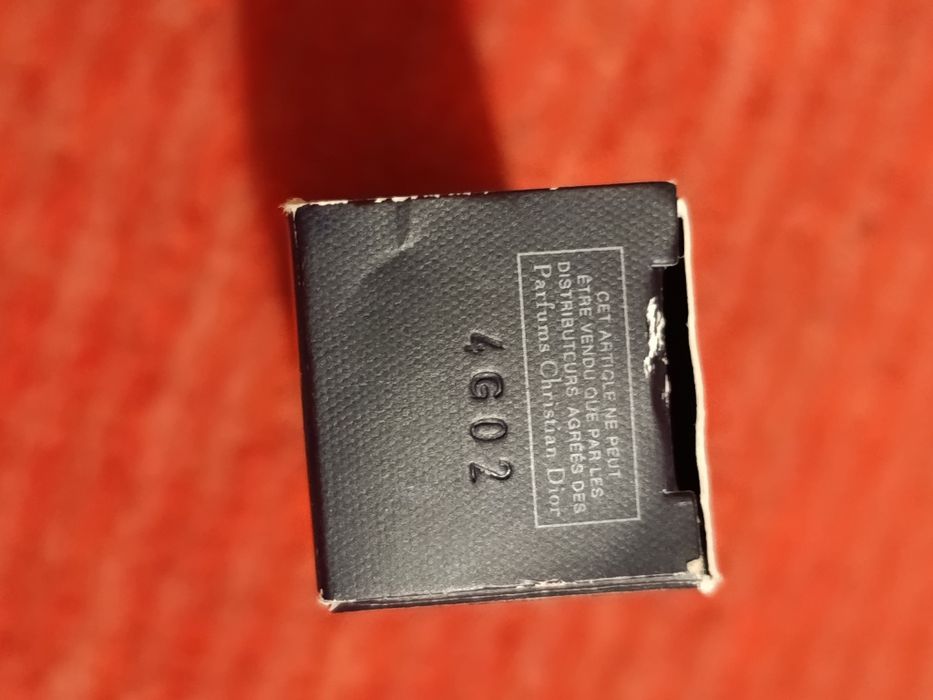 CET ARTICLE NE PEUT
ÊTRE VENDU QUE PAR LES
DISTRIBUTEURS AGRÉÉS DES
Parfums Christian Dior
4G02